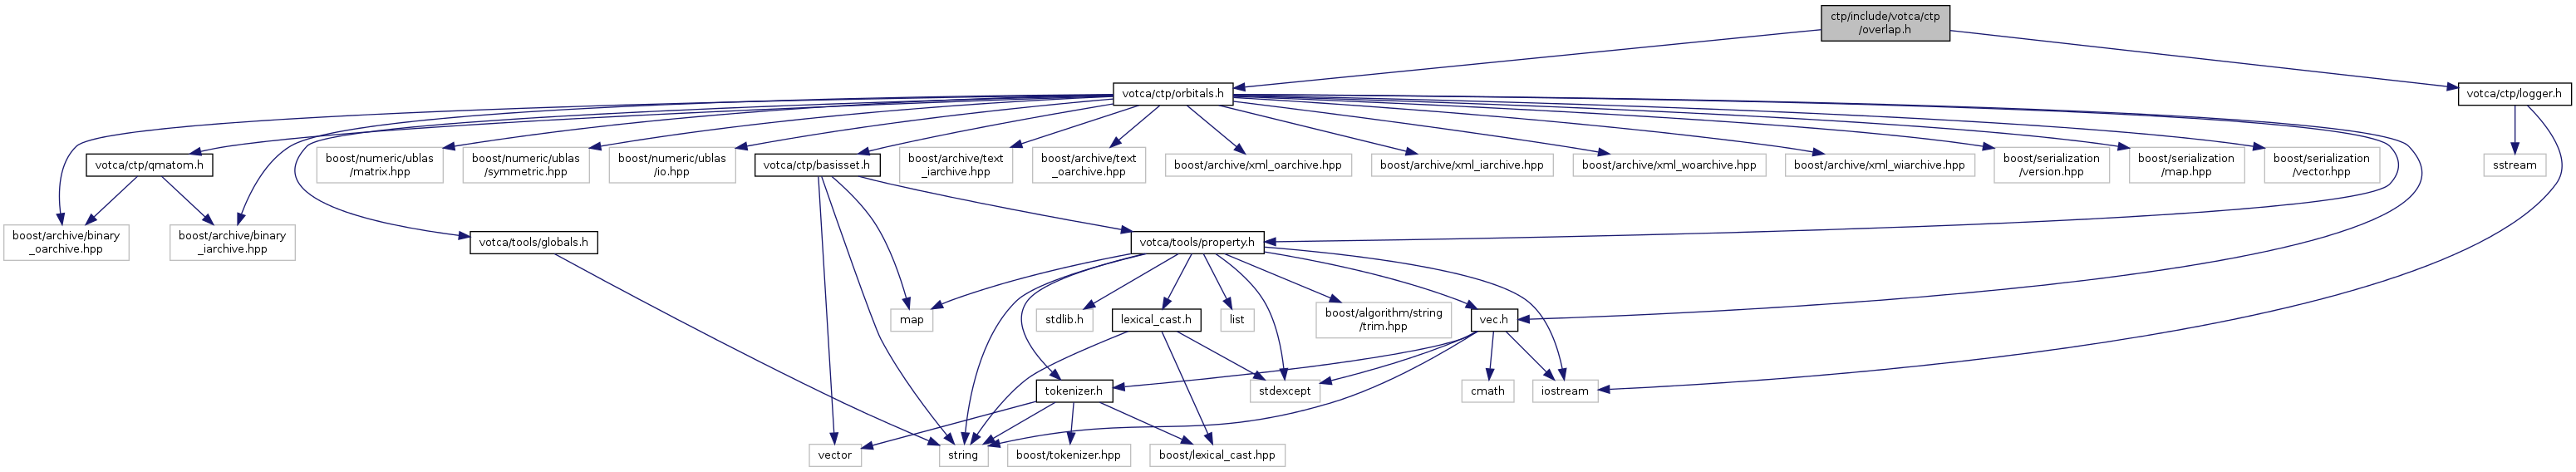 ctp/include/votca/ctp
/overlap.h
votca/ctp/orbitals.h
votca/ctp/logger.h
votca/ctp/qmatom.h
boost/numeric/ublas
/matrix.hpp
boost/numeric/ublas
/symmetric.hpp
boost/numeric/ublas
/io.hpp
votca/ctp/basisset.h
boost/archive/text
_iarchive.hpp
boost/archive/text
_oarchive.hpp
boost/archive/xml_oarchive.hpp
boost/archive/xml_iarchive.hpp
boost/archive/xml_woarchive.hpp
boost/archive/xml_wiarchive.hpp
boost/serialization
/version.hpp
boost/serialization
/map.hpp
boost/serialization
/vector.hpp
sstream
boost/archive/binary
_oarchive.hpp
boost/archive/binary
_iarchive.hpp
votca/tools/globals.h
votca/tools/property.h
map
stdlib.h
lexical_cast.h
list
boost/algorithm/string
/trim.hpp
vec.h
tokenizer.h
stdexcept
cmath
iostream
vector
string
boost/tokenizer.hpp
boost/lexical_cast.hpp